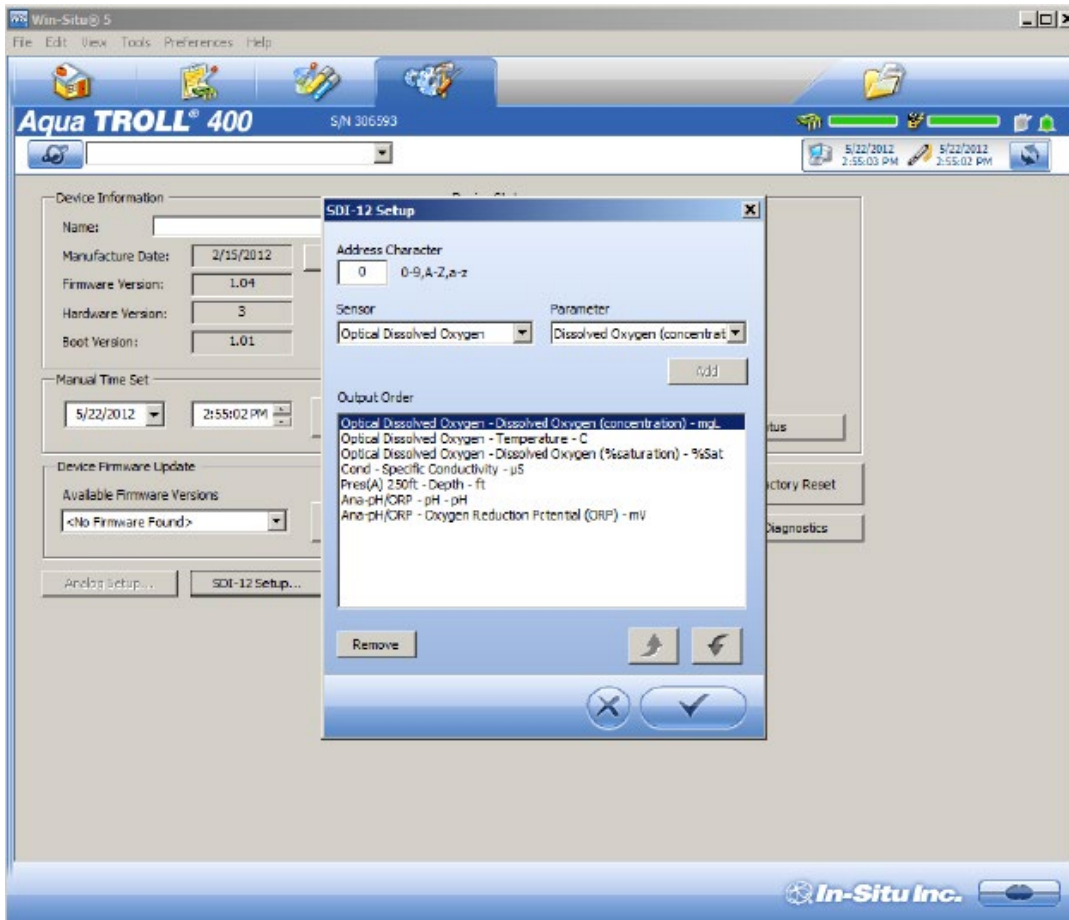 Win-Situ® 5
File Edit View Tools Preferences Help
Aqua TROLL® 400
S/N 306593
5/22/2012
2:55:03 PM
5/22/2012
2:55:02 PM
Device Information
Name:
Manufacture Date: 2/15/2012
Firmware Version: 1.04
Hardware Version: 3
Boot Version: 1.01
Manual Time Set
5/22/2012 2:55:02 PM
Device Firmware Update
Available Firmware Versions
<No Firmware Found>
Analog Setup... SDI-12 Setup...
SDI-12 Setup
Address Character
0 0-9,A-Z,a-z
Sensor Parameter
Optical Dissolved Oxygen Dissolved Oxygen (concentrat
Add
Output Order
Optical Dissolved Oxygen - Dissolved Oxygen (concentration) - mgL
Optical Dissolved Oxygen - Temperature - C
Optical Dissolved Oxygen - Dissolved Oxygen (%saturation) - %Sat
Cond - Specific Conductivity - µS
Pres(A) 250ft - Depth - ft
Ana-pH/ORP - pH - pH
Ana-pH/ORP - Oxygen Reduction Potential (ORP) - mV
Remove
tus
ctory Reset
Diagnostics
In-Situ Inc.